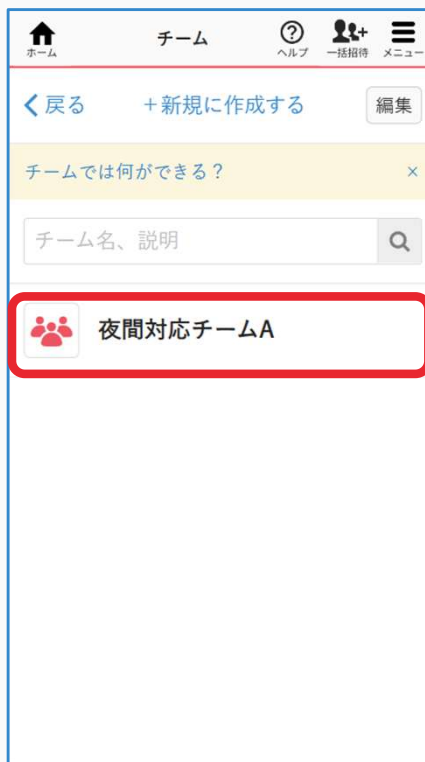 ホーム
チーム
ヘルプ
一括招待
メニュー
戻る
+新規に作成する
編集
チームでは何ができる?
×
チーム名、説明
夜間対応チームA